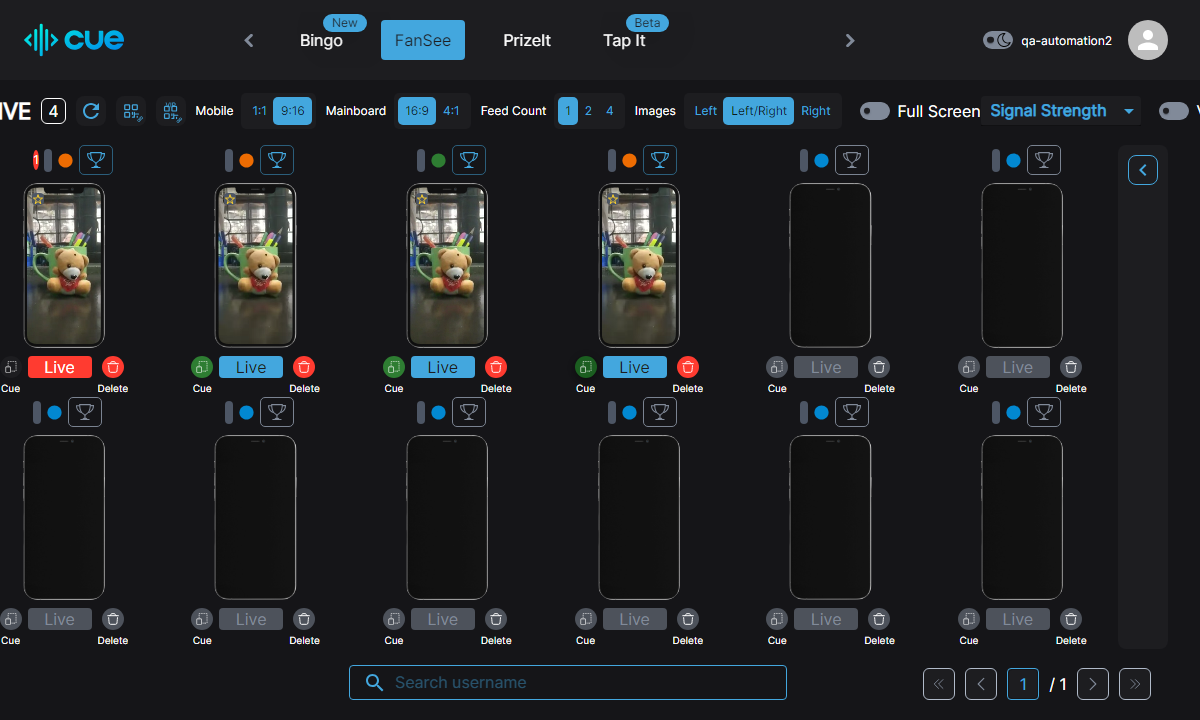 cue
Bingo
New
FanSee
PrizeIt
Tap It
Beta
qa-automation2
IVE
4
Mobile
1:1
9:16
Mainboard
16:9
4:1
Feed Count
1
2
4
Images
Left
Left/Right
Right
Full Screen
Signal Strength
1
Live
Live
Live
Live
Live
Live
Cue
Delete
Cue
Delete
Cue
Delete
Cue
Delete
Cue
Delete
Cue
Delete
Live
Live
Live
Live
Live
Live
Cue
Delete
Cue
Delete
Cue
Delete
Cue
Delete
Cue
Delete
Cue
Delete
Search username
1
/ 1